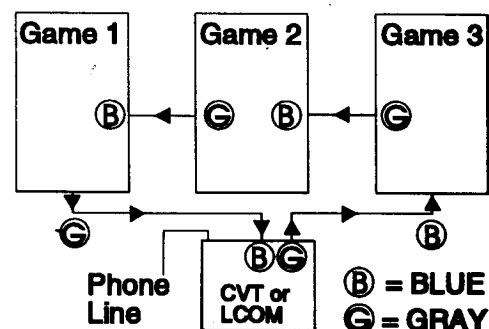 Game 1 Game 2 Game 3
B G B G
G B G B
Phone Line
CVT or LCOM
B = BLUE
G = GRAY